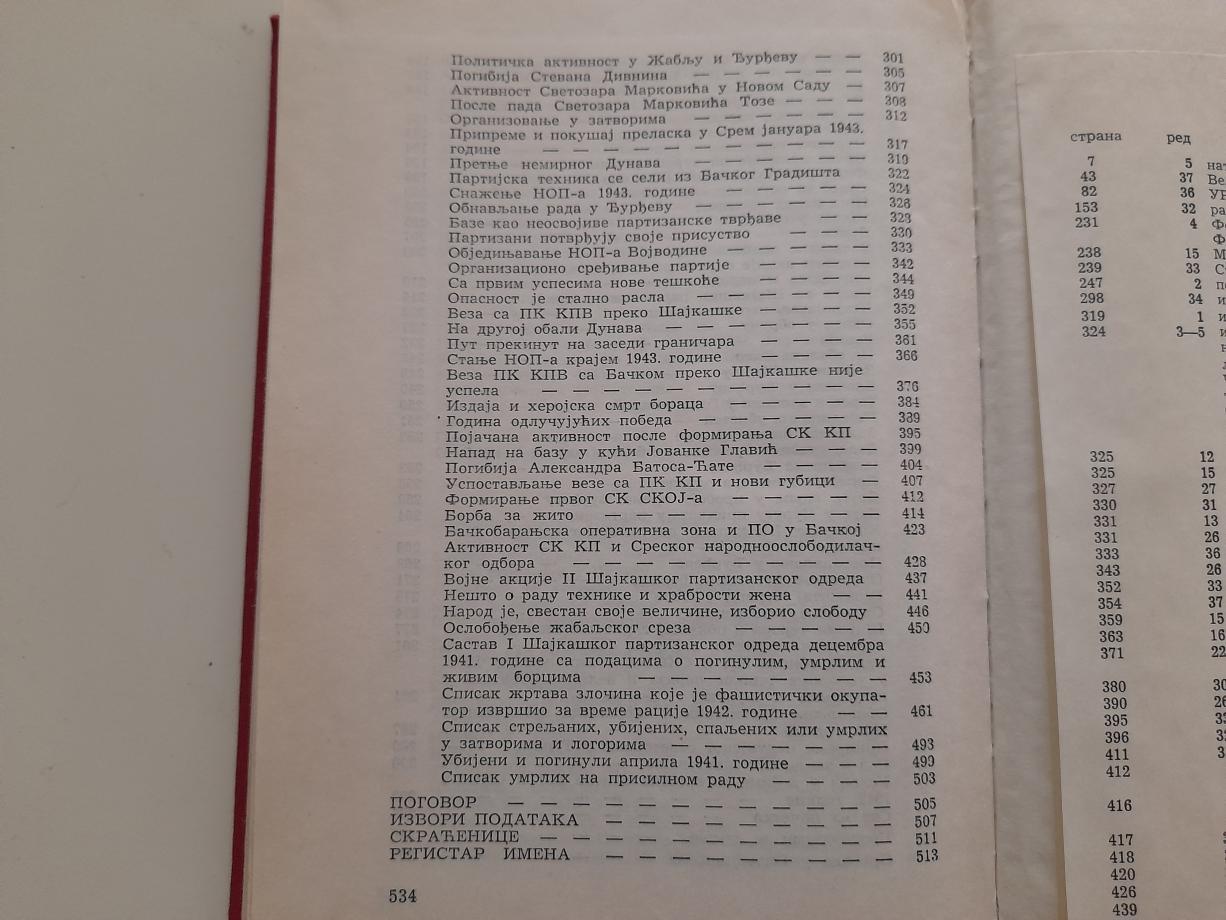 Политичка активност у Жабљу и Ђурђеву — — 301
Погибија Стевана Дивнина — — — — — — 305
Активност Светозара Марковића у Новом Саду — 307
После пада Светозара Марковића Тозе — — — 308
Организовање у затворима — — — — — — 312
Припреме и покушај преласка у Срем јануара 1943.
године — — — — — — — — — — — 317
Претње немирног Дунава — — — — — — 319
Партијска техника се сели из Бачког Градишта 322
Снажење НОП-а 1943. године — — — — — 324
Обнављање рада у Ђурђеву — — — — — — 326
Базе као неосвојиве партизанске тврђаве — — 328
Партизани потврђују своје присуство — — — 330
Обједињавање НОП-а Војводине — — — — — 333
Организационо сређивање партије — — — — 342
Са првим успесима нове тешкоће — — — — 344
Опасност је стално расла — — — — — — 349
Веза са ПК КПВ преко Шајкашке — — — — 352
На другој обали Дунава — — — — — — — 355
Пут прекинут на заседи граничара — — — — 361
Стање НОП-а крајем 1943. године — — — — 366
Веза ПК КПВ са Бачком преко Шајкашке није
успела — — — — — — — — — — — 376
Издаја и херојска смрт бораца — — — — — 384
Година одлучујућих победа — — — — — — 389
Појачана активност после формирања СК КП 395
Напад на базу у кући Јованке Главић — — — 399
Погибија Александра Батоса-Ћате — — — — 404
Успостављање везе са ПК КП и нови губици — 407
Формирање првог СК СКОЈ-а — — — — — 412
Борба за жито — — — — — — — — — 414
Бачкобарањска оперативна зона и ПО у Бачкој 423
Активност СК КП и Среског народноослободилач-
ког одбора — — — — — — — — — — 428
Војне акције II Шајкашког партизанског одреда 437
Нешто о раду технике и храбрости жена — — 441
Народ је, свестан своје величине, изборио слободу 446
Ослобођење жабаљског среза — — — — — 450
Састав I Шајкашког партизанског одреда децембра
1941. године са подацима о погинулим, умрлим и
живим борцима — — — — — — — — 453
Списак жртава злочина које је фашистички окупа-
тор извршио за време рације 1942. године — — 461
Списак стрељаних, убијених, спаљених или умрлих
у затворима и логорима — — — — — — — 493
Убијени и погинули априла 1941. године — — — 499
Списак умрлих на присилном раду — — — — 503
ПОГОВОР — — — — — — — — — — — — 505
ИЗВОРИ ПОДАТАКА — — — — — — — — — 507
СКРАЋЕНИЦЕ — — — — — — — — — — — 511
РЕГИСТАР ИМЕНА — — — — — — — — — 513
534
страна ред
7 5
43 37
82 36
153 32
231 4
238 15
239 33
247 2
298 34
319 1
324 3—5
325 12
325 15
327 27
330 31
331 13
331 26
333 36
343 26
352 33
354 37
359 15
363 16
371 22
380
390
395
396
411
412
416
417
418
420
426
439